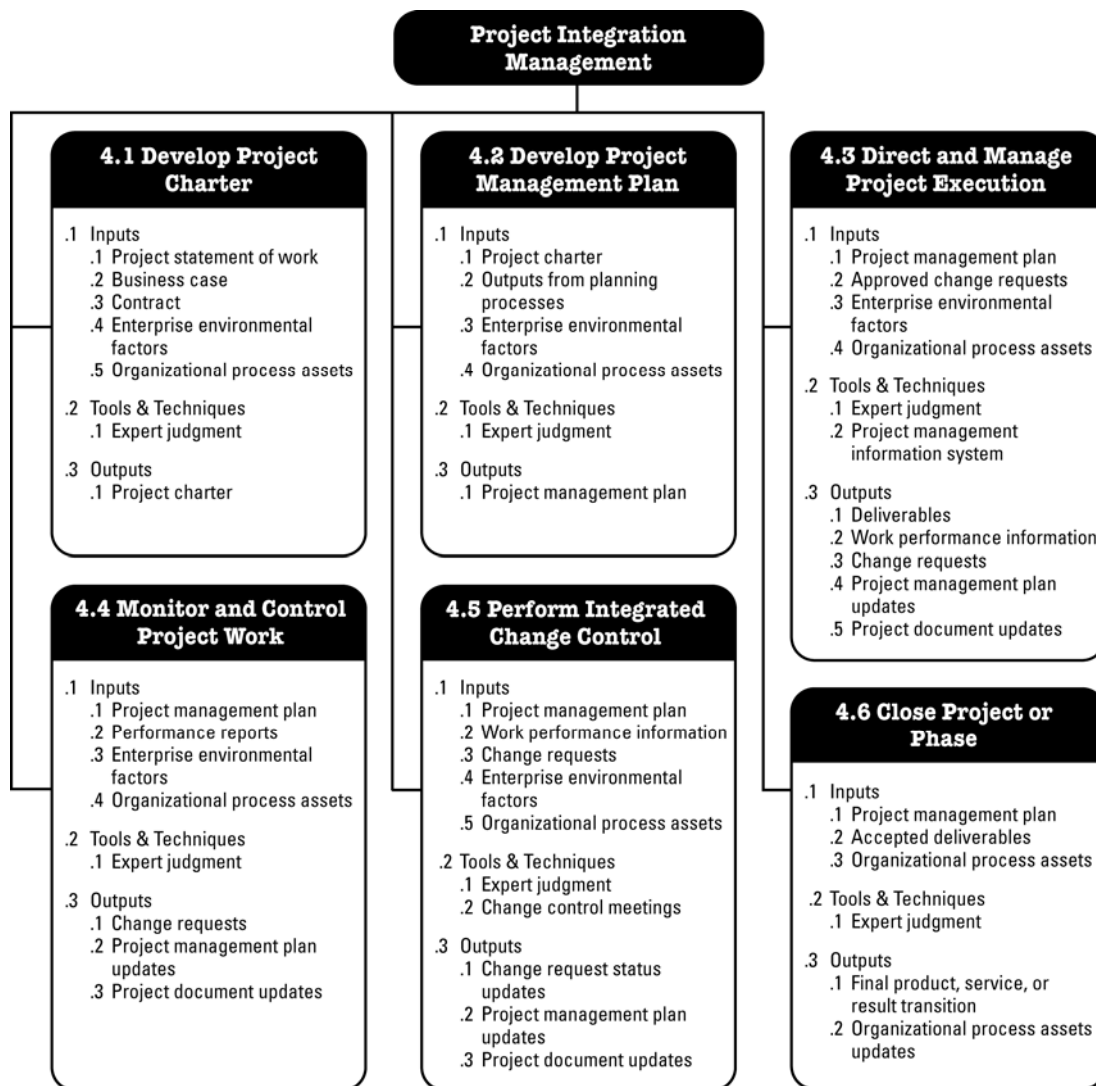 Project Integration
Management
4.1 Develop Project
Charter
.1 Inputs
.1 Project statement of work
.2 Business case
.3 Contract
.4 Enterprise environmental
factors
.5 Organizational process assets
.2 Tools & Techniques
.1 Expert judgment
.3 Outputs
.1 Project charter
4.2 Develop Project
Management Plan
.1 Inputs
.1 Project charter
.2 Outputs from planning
processes
.3 Enterprise environmental
factors
.4 Organizational process assets
.2 Tools & Techniques
.1 Expert judgment
.3 Outputs
.1 Project management plan
4.3 Direct and Manage
Project Execution
.1 Inputs
.1 Project management plan
.2 Approved change requests
.3 Enterprise environmental
factors
.4 Organizational process assets
.2 Tools & Techniques
.1 Expert judgment
.2 Project management
information system
.3 Outputs
.1 Deliverables
.2 Work performance information
.3 Change requests
.4 Project management plan
updates
.5 Project document updates
4.4 Monitor and Control
Project Work
.1 Inputs
.1 Project management plan
.2 Performance reports
.3 Enterprise environmental
factors
.4 Organizational process assets
.2 Tools & Techniques
.1 Expert judgment
.3 Outputs
.1 Change requests
.2 Project management plan
updates
.3 Project document updates
4.5 Perform Integrated
Change Control
.1 Inputs
.1 Project management plan
.2 Work performance information
.3 Change requests
.4 Enterprise environmental
factors
.5 Organizational process assets
.2 Tools & Techniques
.1 Expert judgment
.2 Change control meetings
.3 Outputs
.1 Change request status
updates
.2 Project management plan
updates
.3 Project document updates
4.6 Close Project or
Phase
.1 Inputs
.1 Project management plan
.2 Accepted deliverables
.3 Organizational process assets
.2 Tools & Techniques
.1 Expert judgment
.3 Outputs
.1 Final product, service, or
result transition
.2 Organizational process assets
updates